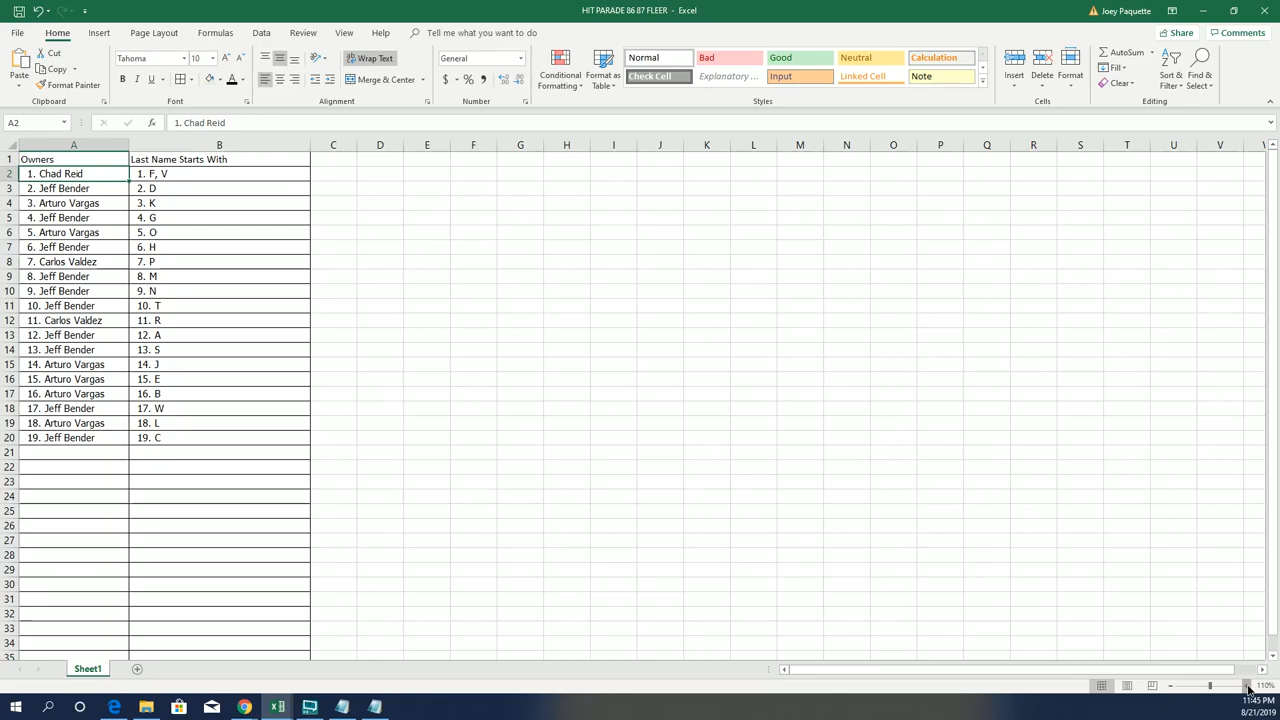 HIT PARADE 86 87 FLEER - Excel
Joey Paquette
File Home Insert Page Layout Formulas Data Review View Help Tell me what you want to do
Share Comments
Paste Cut Copy Format Painter
Clipboard
Tahoma 10
B I U A
Font
Wrap Text
Merge & Center
Alignment
General
$ % ,
Number
Conditional Formatting Format as Table
Normal Bad Good Neutral Calculation
Check Cell Explanatory ... Input Linked Cell Note
Styles
Insert Delete Format
Cells
AutoSum Fill Clear Sort & Filter Find & Select
Editing
A2 fx 1. Chad Reid
A B C D E F G H I J K L M N O P Q R S T U V
1 Owners Last Name Starts With
2 1. Chad Reid 1. F, V
3 2. Jeff Bender 2. D
4 3. Arturo Vargas 3. K
5 4. Jeff Bender 4. G
6 5. Arturo Vargas 5. O
7 6. Jeff Bender 6. H
8 7. Carlos Valdez 7. P
9 8. Jeff Bender 8. M
10 9. Jeff Bender 9. N
11 10. Jeff Bender 10. T
12 11. Carlos Valdez 11. R
13 12. Jeff Bender 12. A
14 13. Jeff Bender 13. S
15 14. Arturo Vargas 14. J
16 15. Arturo Vargas 15. E
17 16. Arturo Vargas 16. B
18 17. Jeff Bender 17. W
19 18. Arturo Vargas 18. L
20 19. Jeff Bender 19. C
21
22
23
24
25
26
27
28
29
30
31
32
33
34
35
Sheet1
110%
11:45 PM
8/21/2019